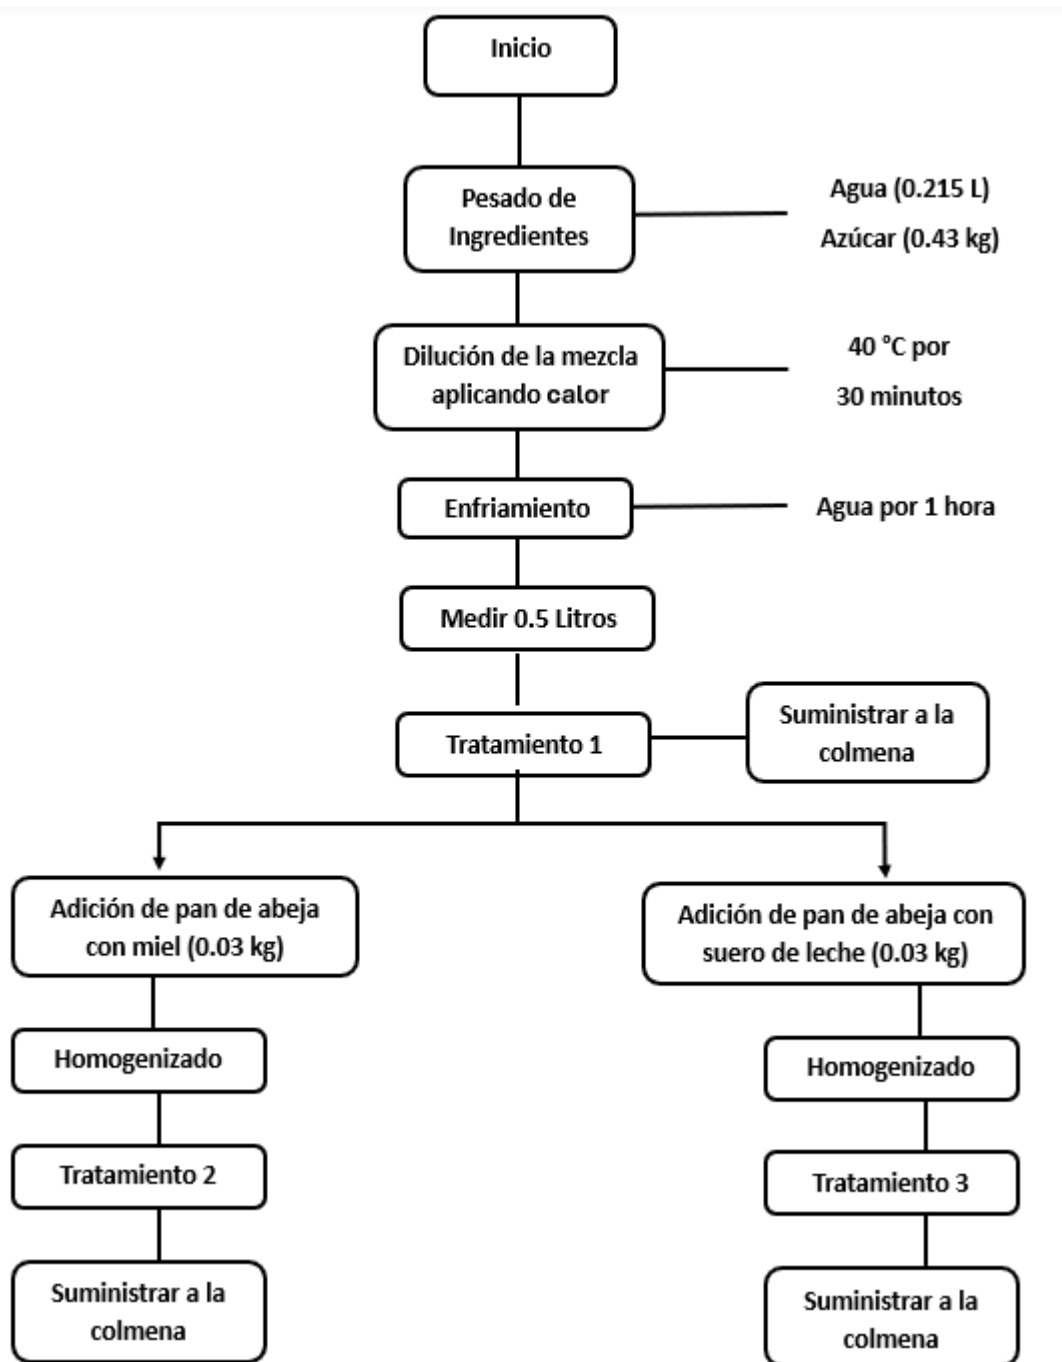 Inicio
Pesado de
Ingredientes
Agua (0.215 L)
Azúcar (0.43 kg)
Dilución de la mezcla
aplicando calor
40 °C por
30 minutos
Enfriamiento
Agua por 1 hora
Medir 0.5 Litros
Tratamiento 1
Suministrar a la
colmena
Adición de pan de abeja
con miel (0.03 kg)
Homogenizado
Tratamiento 2
Suministrar a la
colmena
Adición de pan de abeja con
suero de leche (0.03 kg)
Homogenizado
Tratamiento 3
Suministrar a la
colmena